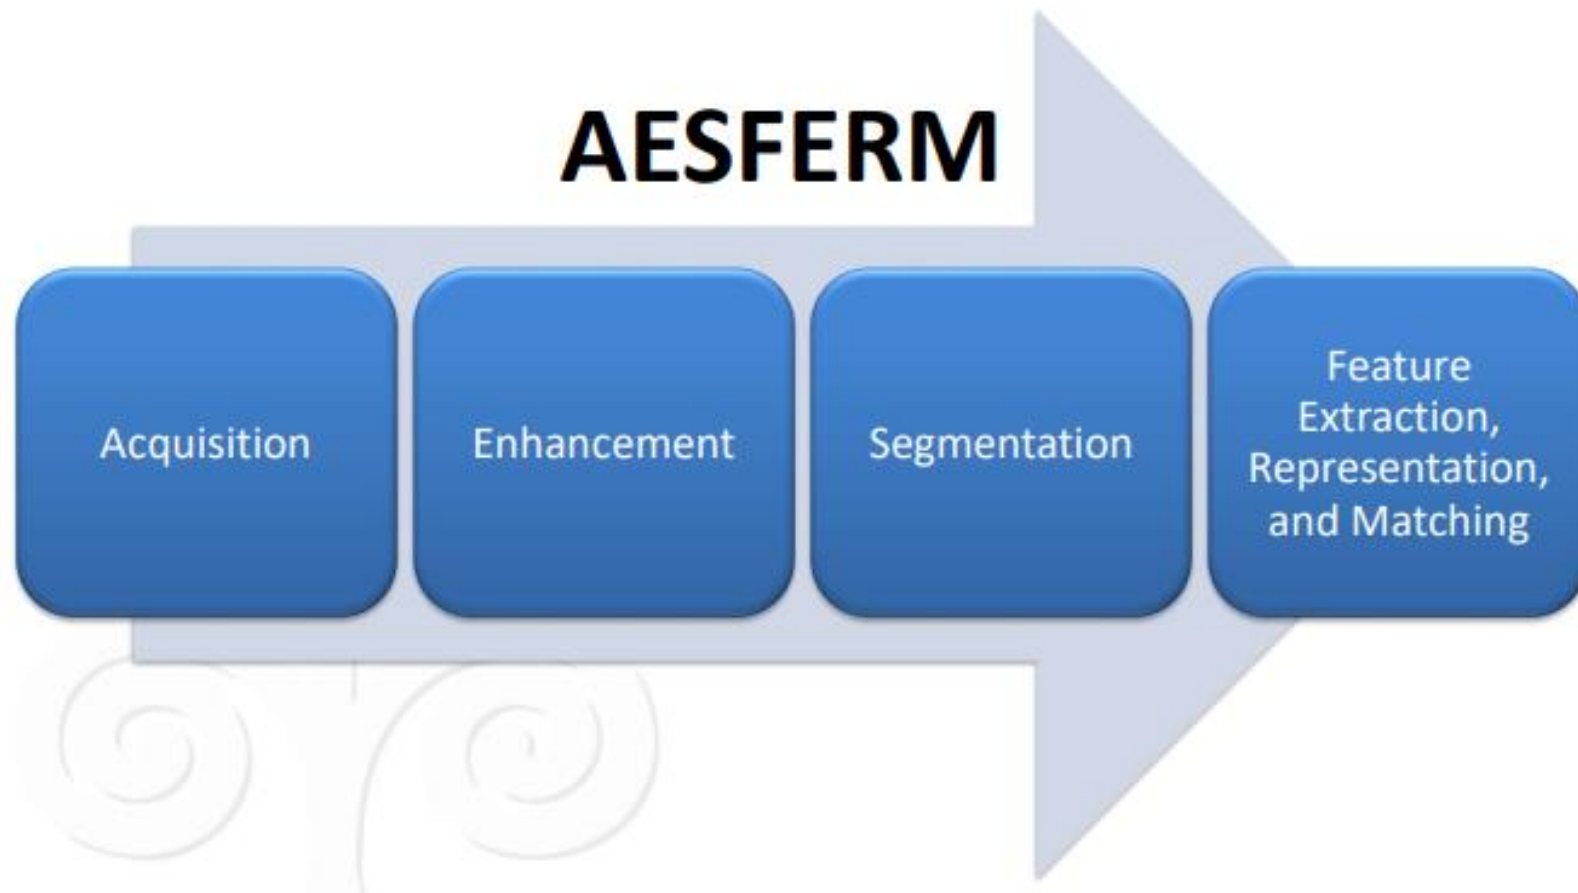 AESFERM
Acquisition
Enhancement
Segmentation
Feature
Extraction,
Representation,
and Matching